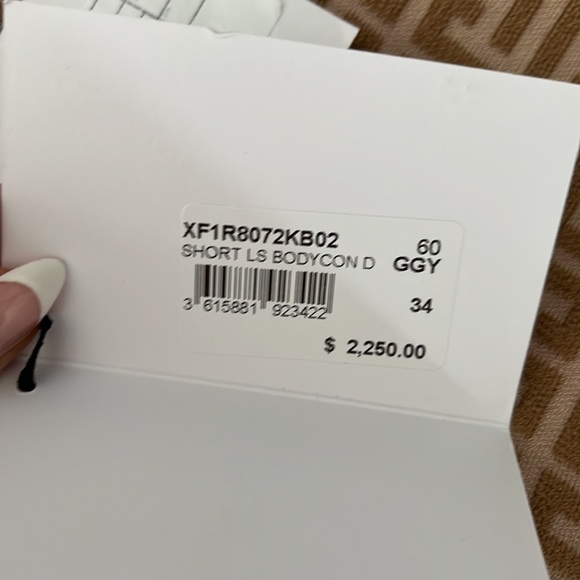 XF1R8072KB02 60
SHORT LS BODYCON D GGY
3 615881 923422 34
$ 2,250.00